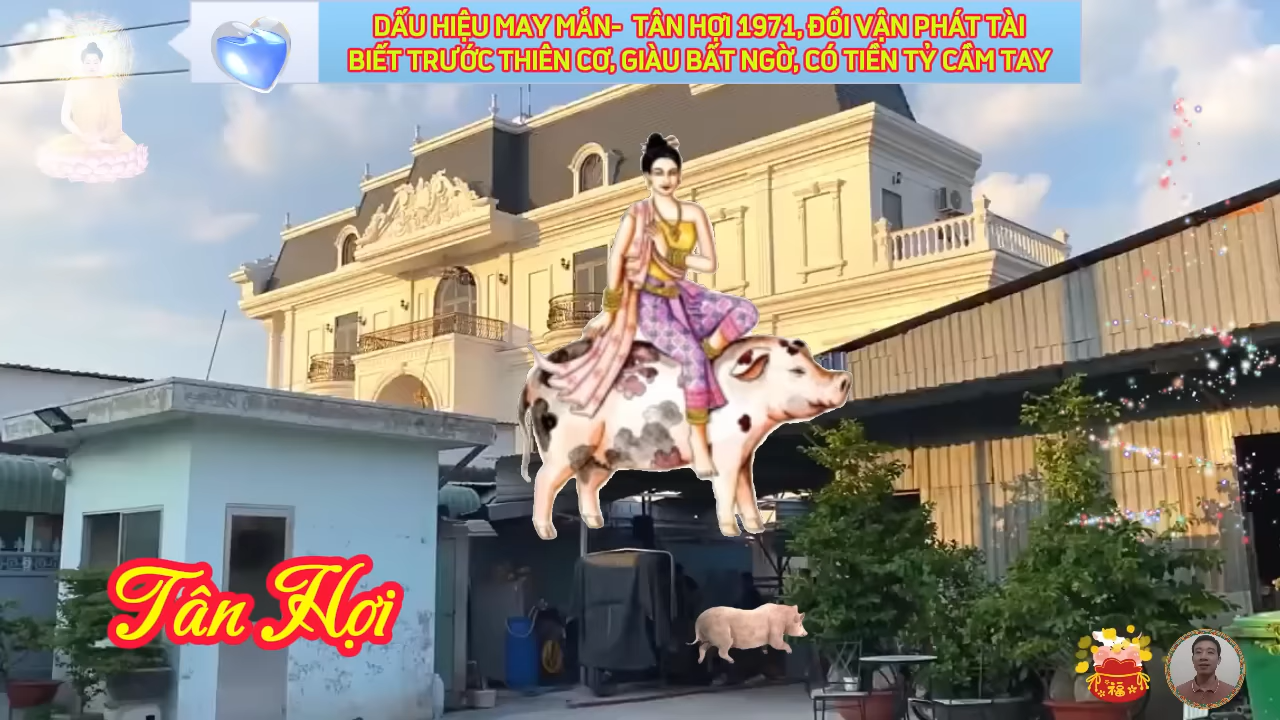 DẤU HIỆU MAY MẮN- TÂN HỢI 1971, ĐỔI VẬN PHÁT TÀI
BIẾT TRƯỚC THIÊN CƠ, GIÀU BẤT NGỜ, CÓ TIỀN TỶ CẦM TAY
Tân Hợi
福